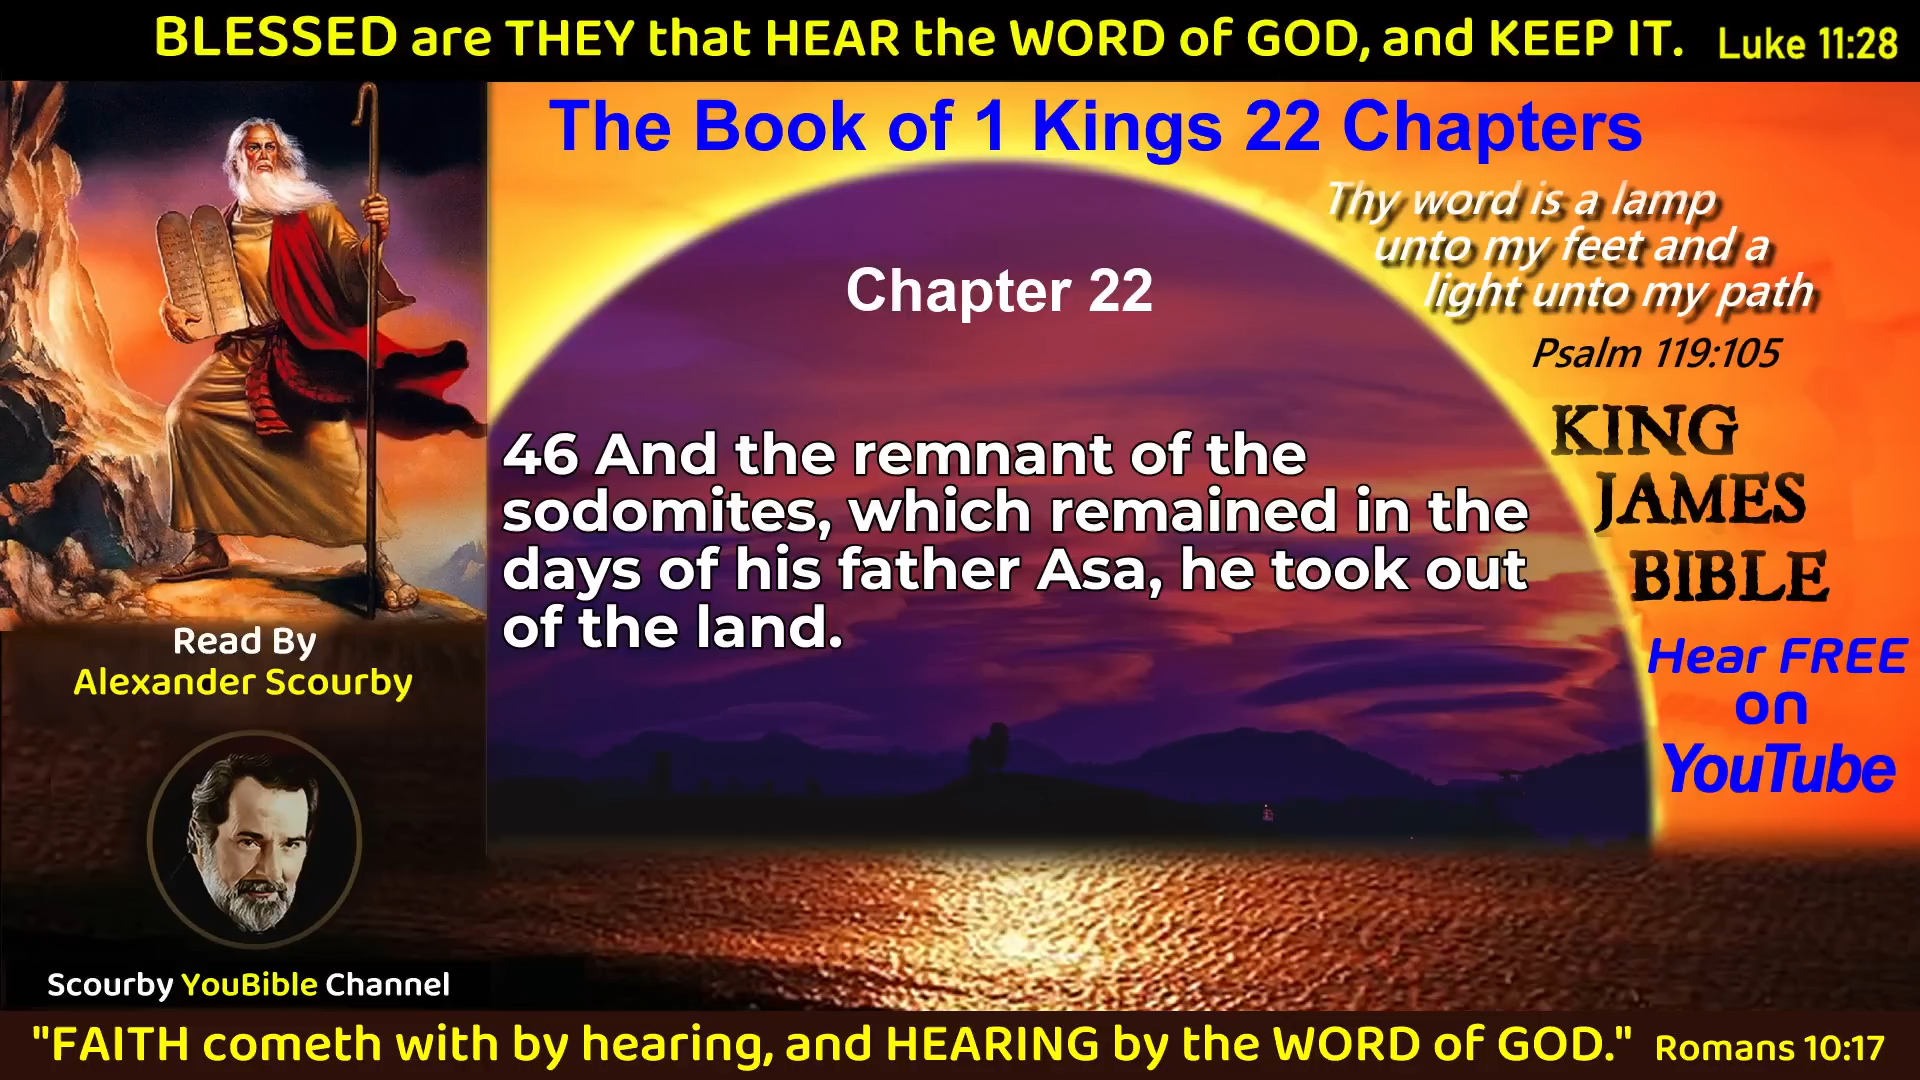 BLESSED are THEY that HEAR the WORD of GOD, and KEEP IT. Luke 11:28
The Book of 1 Kings 22 Chapters
Thy word is a lamp
unto my feet and a
light unto my path
Psalm 119:105
Chapter 22
46 And the remnant of the
sodomites, which remained in the
days of his father Asa, he took out
of the land.
KING
JAMES
BIBLE
Hear FREE
on
YouTube
Read By
Alexander Scourby
Scourby YouBible Channel
"FAITH cometh with by hearing, and HEARING by the WORD of GOD." Romans 10:17